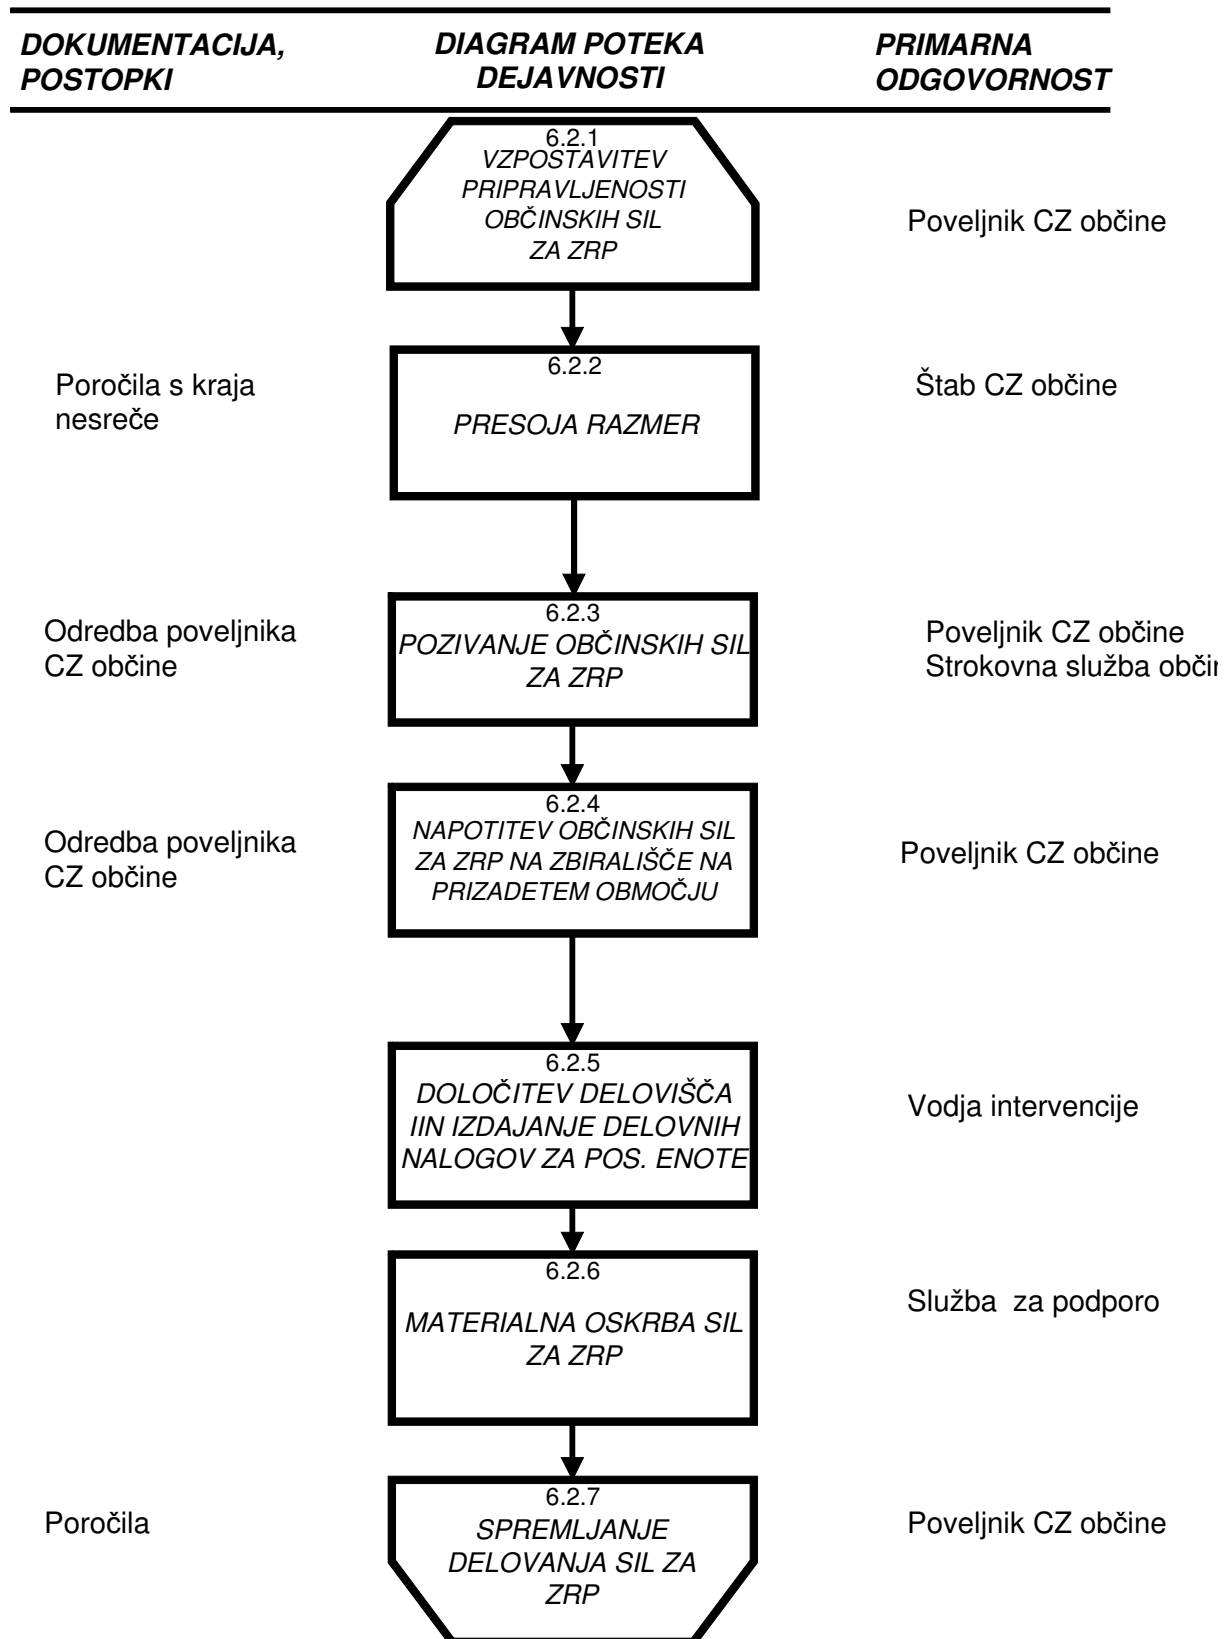 DOKUMENTACIJA,
POSTOPKI
DIAGRAM POTEKA
DEJAVNOSTI
PRIMARNA
ODGOVORNOST
6.2.1
VZPOSTAVITEV
PRIPRAVLJENOSTI
OBČINSKIH SIL
ZA ZRP
Poveljnik CZ občine
Poročila s kraja
nesreče
6.2.2
PRESOJA RAZMER
Štab CZ občine
Odredba poveljnika
CZ občine
6.2.3
POZIVANJE OBČINSKIH SIL
ZA ZRP
Poveljnik CZ občine
Strokovna služba
Odredba poveljnika
CZ občine
6.2.4
NAPOTITEV OBČINSKIH SIL
ZA ZRP NA ZBIRALIŠČE NA
PRIZADETEM OBMOČJU
Poveljnik CZ občine
6.2.5
DOLOČITEV DELOVIŠČA
IIN IZDAJANJE DELOVNIH
NALOGOV ZA POS. ENOTE
Vodja intervencije
6.2.6
MATERIALNA OSKRBA SIL
ZA ZRP
Služba za podporo
Poročila
6.2.7
SPREMLJANJE
DELOVANJA SIL ZA
ZRP
Poveljnik CZ občine